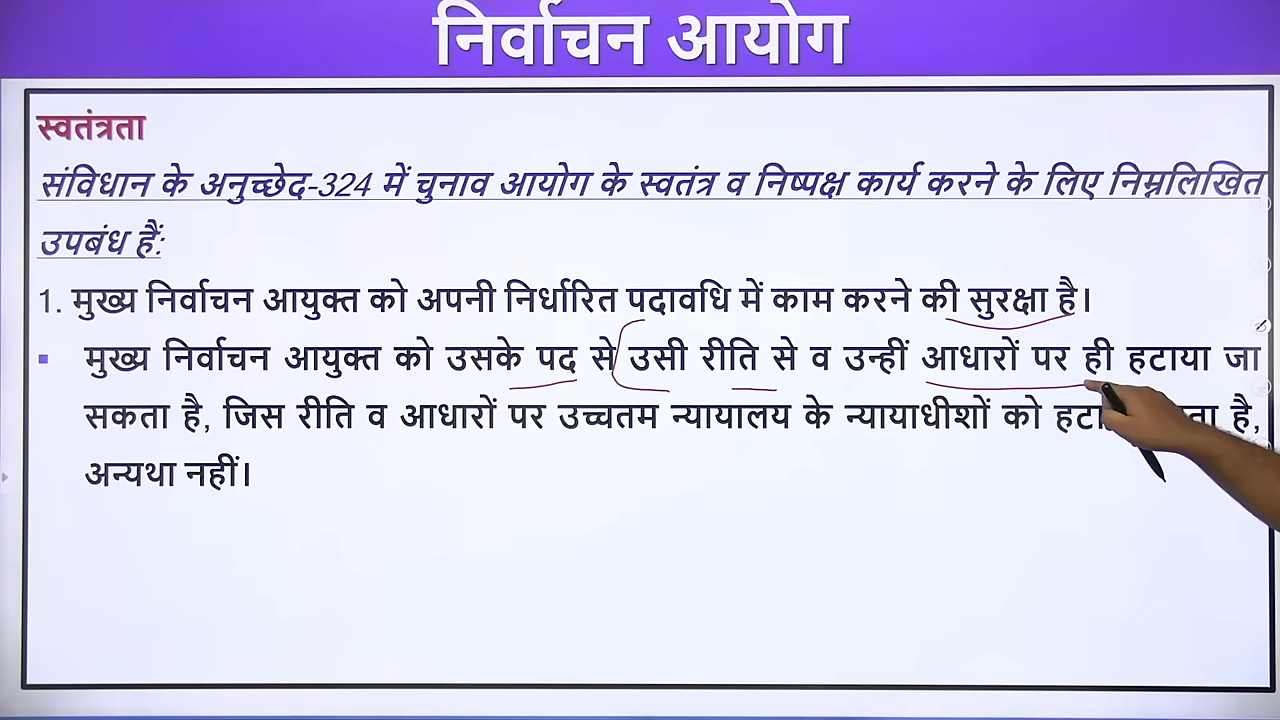 निर्वाचन आयोग
स्वतंत्रता
संविधान के अनुच्छेद-324 में चुनाव आयोग के स्वतंत्र व निष्पक्ष कार्य करने के लिए निम्नलिखित
उपबंध हैं:
1. मुख्य निर्वाचन आयुक्त को अपनी निर्धारित पदावधि में काम करने की सुरक्षा है।
▪ मुख्य निर्वाचन आयुक्त को उसके पद से उसी रीति से व उन्हीं आधारों पर ही हटाया जा
सकता है, जिस रीति व आधारों पर उच्चतम न्यायालय के न्यायाधीशों को है,
अन्यथा नहीं।